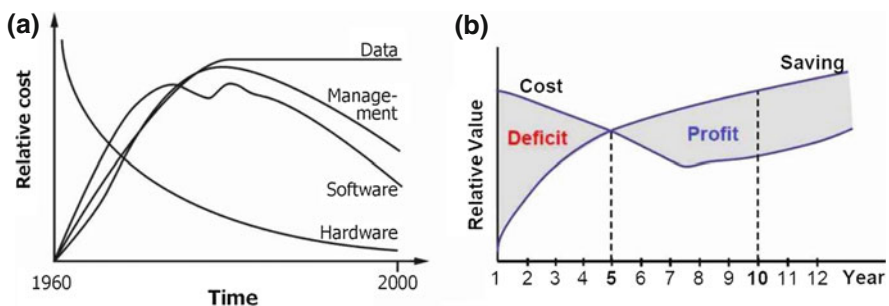 (a)
Relative cost
Data
Manage-
ment
Software
Hardware
1960
2000
Time
(b)
Relative Value
Cost
Saving
Deficit
Profit
1 2 3 4 5 6 7 8 9 10 11 12 Year